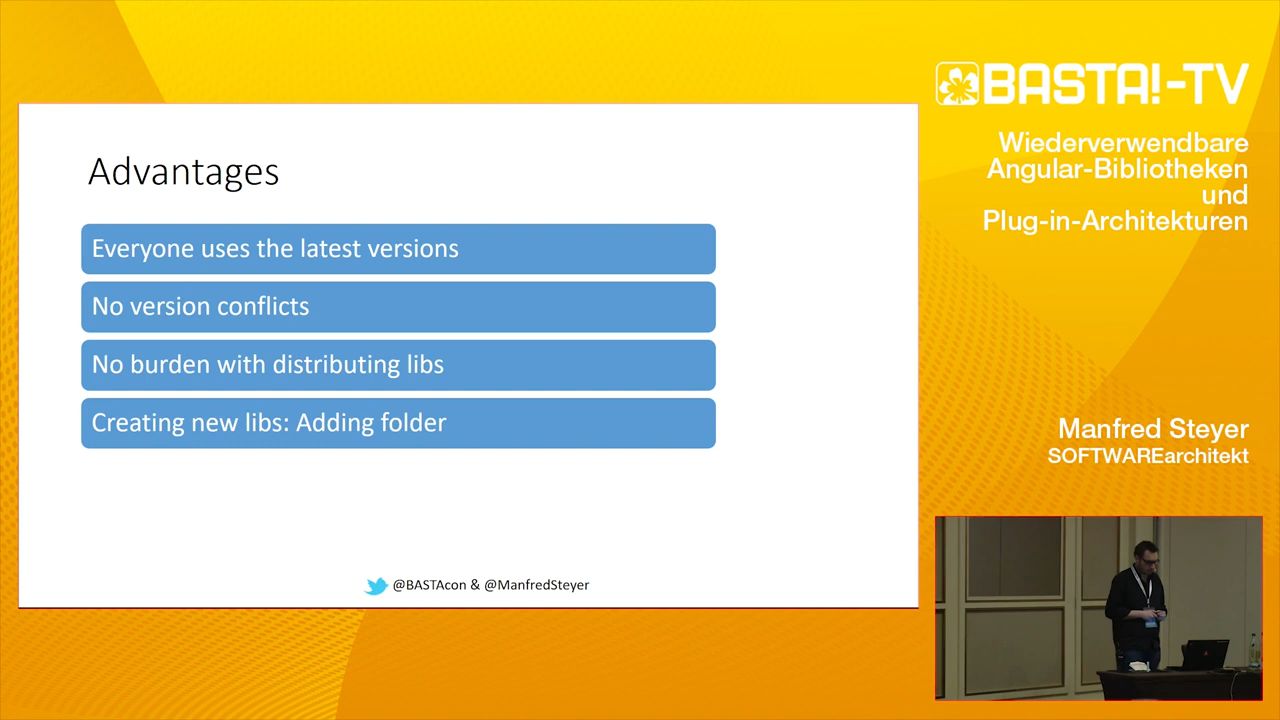 Advantages
Everyone uses the latest versions
No version conflicts
No burden with distributing libs
Creating new libs: Adding folder
@BASTAcon & @ManfredSteyer
BASTA!-TV
Wiederverwendbare
Angular-Bibliotheken
und
Plug-in-Architekturen
Manfred Steyer
SOFTWAREarchitekt